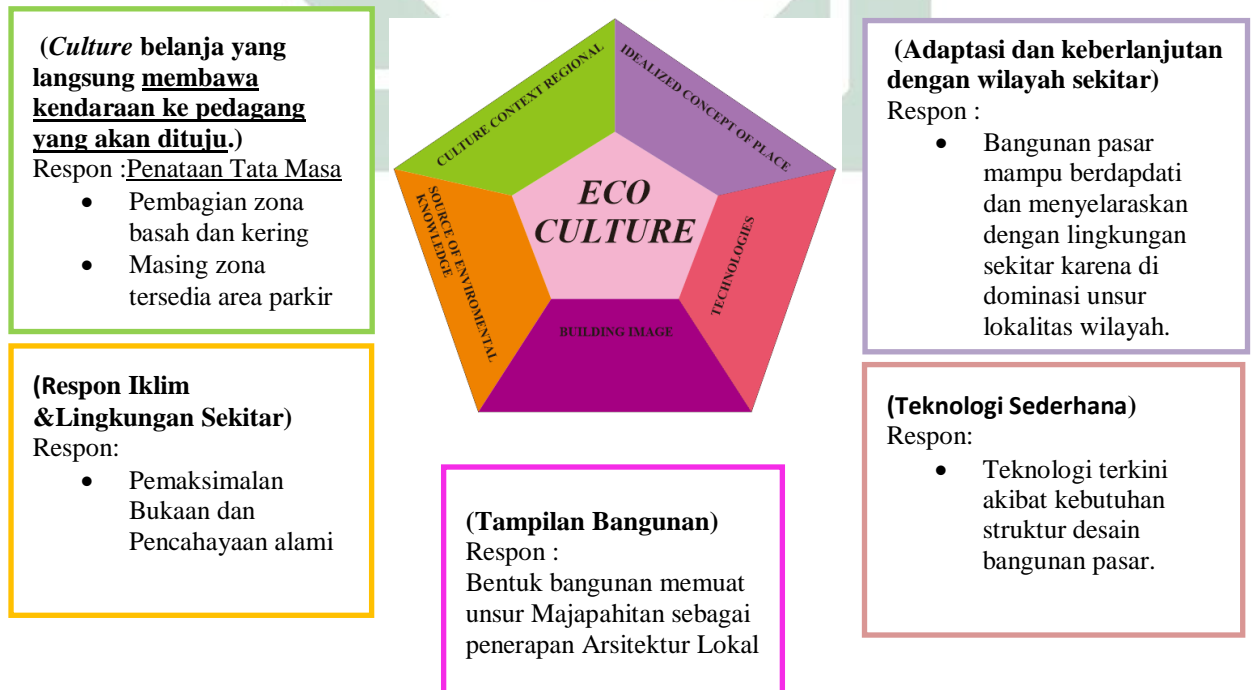 (Culture belanja yang
langsung membawa
kendaraan ke pedagang
yang akan dituju.)
Respon :Penataan Tata Masa
• Pembagian zona
basah dan kering
• Masing zona
tersedia area parkir
(Respon Iklim
&Lingkungan Sekitar)
Respon:
• Pemaksimalan
Bukaan dan
Pencahayaan alami
CULTURE CONTEXT REGIONAL
IDEALIZED CONCEPT OF PLACE
ECO
CULTURE
SOURCE OF ENVIROMENTAL
KNOWLEDGE
TECHNOLOGIES
BUILDING IMAGE
(Tampilan Bangunan)
Respon :
Bentuk bangunan memuat
unsur Majapahitan sebagai
penerapan Arsitektur Lokal
(Adaptasi dan keberlanjutan
dengan wilayah sekitar)
Respon :
• Bangunan pasar
mampu berdapdati
dan menyelaraskan
dengan lingkungan
sekitar karena di
dominasi unsur
lokalitas wilayah.
(Teknologi Sederhana)
Respon:
• Teknologi terkini
akibat kebutuhan
struktur desain
bangunan pasar.